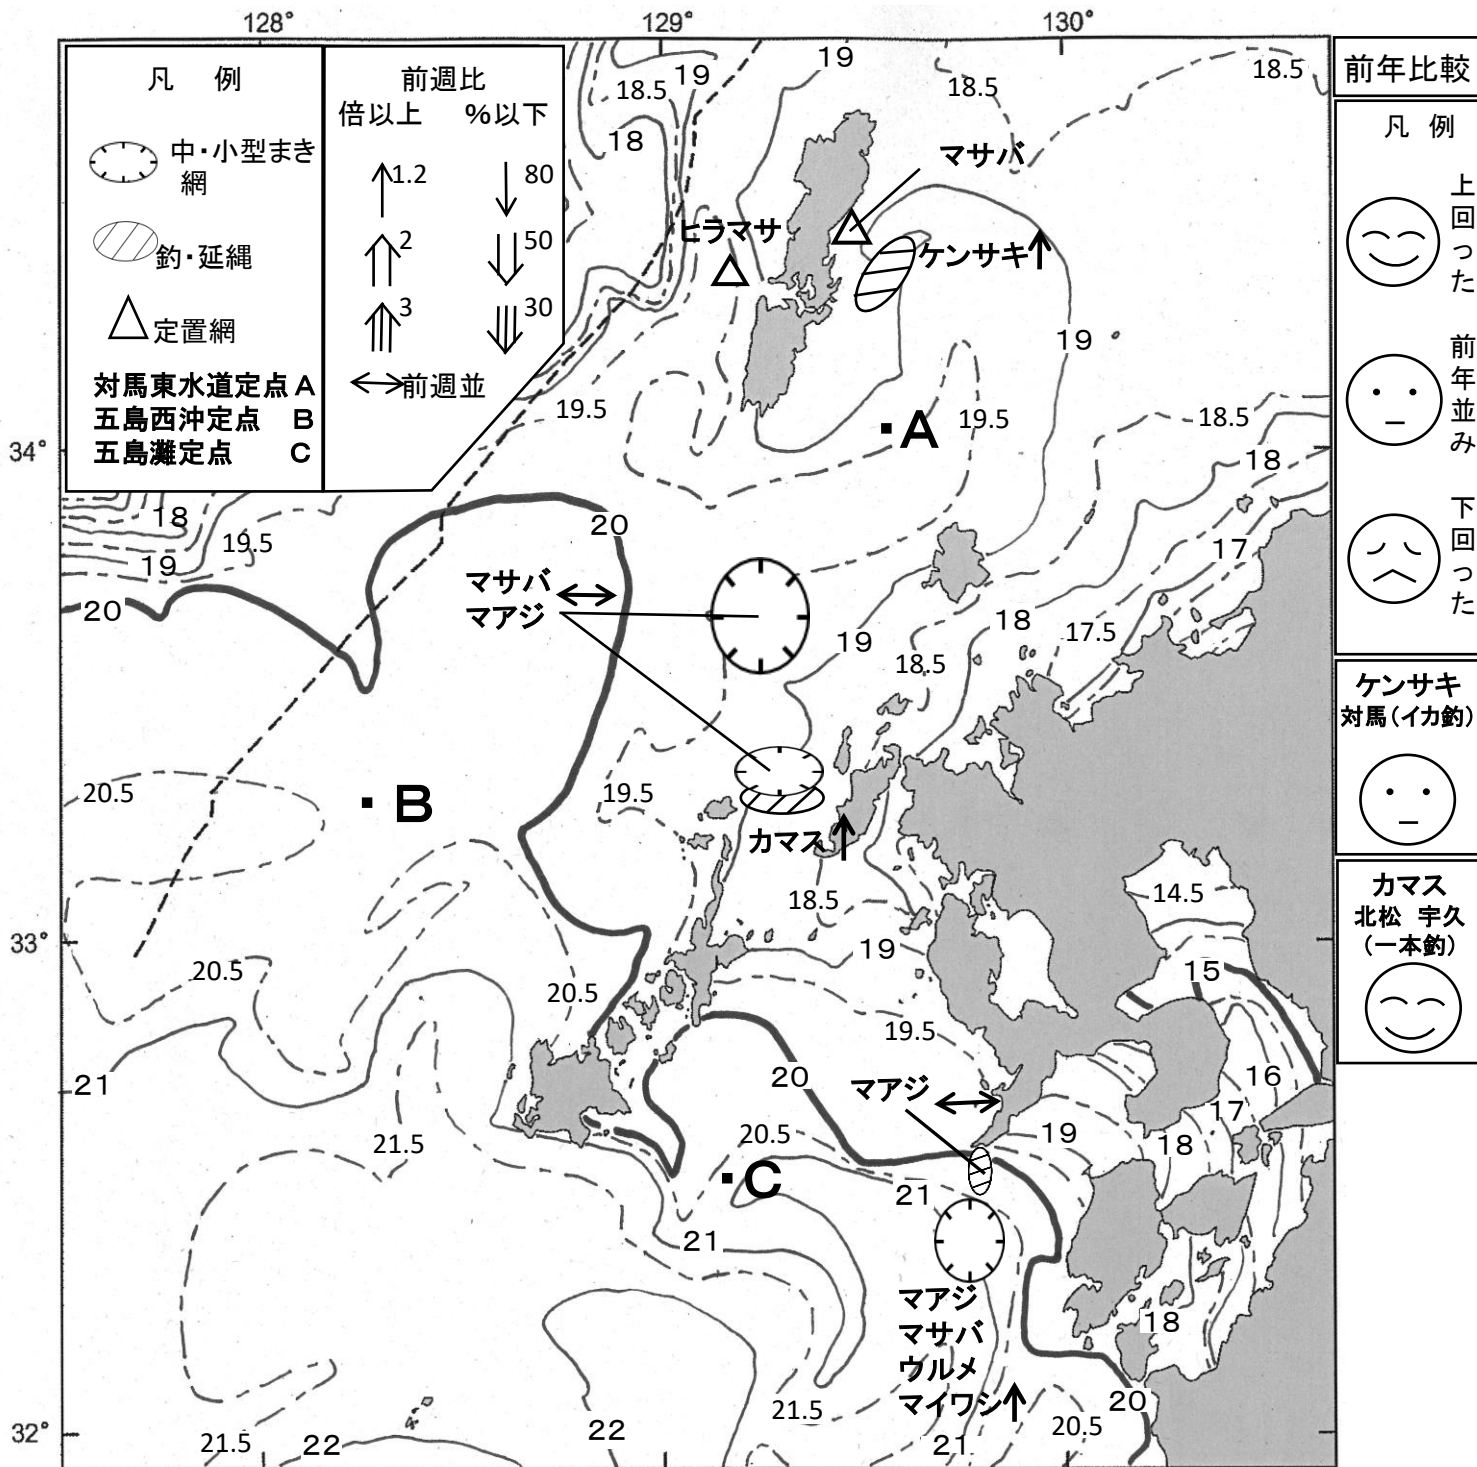 128°
129°
130°
凡 例
中・小型まき
網
釣・延縄
定置網
対馬東水道定点 A
五島西沖定点 B
五島灘定点 C
前週比
倍以上 %以下
1.2
80
2
50
3
30
前週並
19
18.5
18
19
18.5
18.5
マサバ
ヒラマサ
ケンサキ
19
19.5
19.5
18.5
A
34°
18
18
19.5
19
20
20
17
マサバ
マアジ
19
18
17.5
18.5
20.5
B
19.5
カマス
18.5
14.5
33°
19
15
20.5
20.5
19.5
21
20
マアジ
16
17
21.5
20.5
19
18
C
21
21
マアジ
マサバ
ウルメ
マイワシ
18
20
21.5
20.5
32°
21.5
22
22
21
前年比較
凡 例
上回った
前年並み
下回った
ケンサキ
対馬(イカ釣)
カマス
北松 宇久
(一本釣)